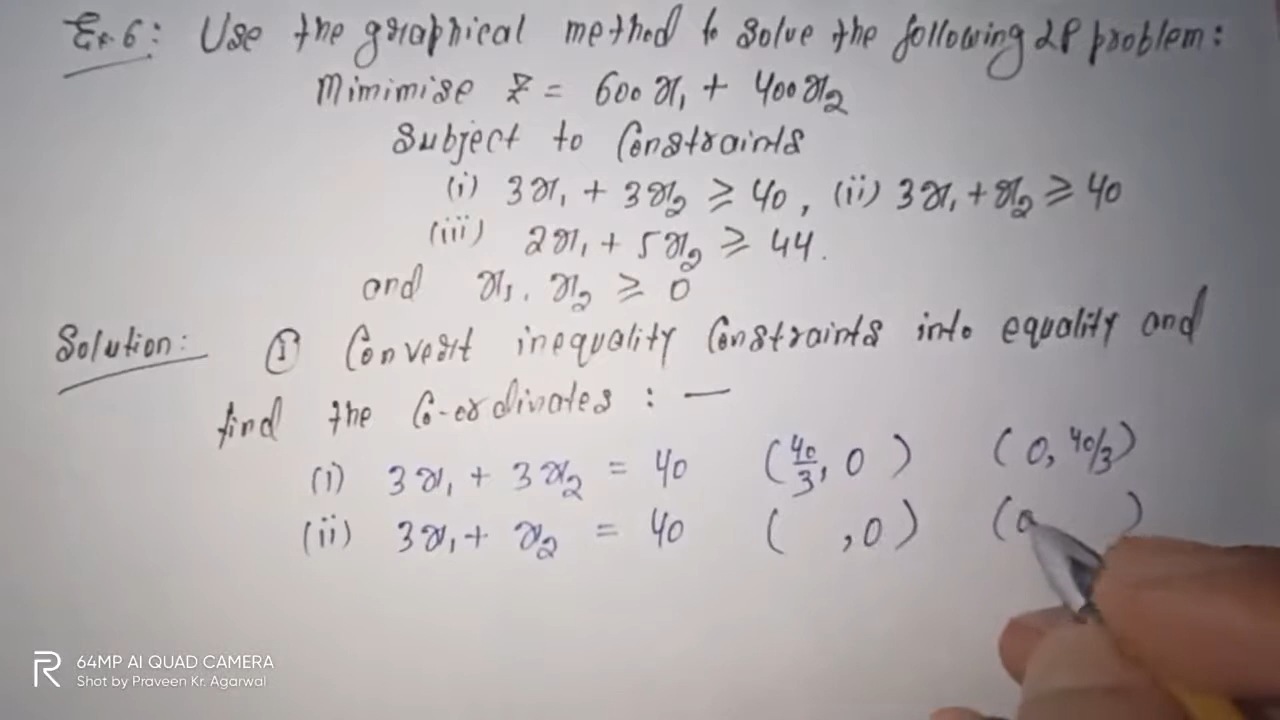 Ex-6: Use the graphical method to solve the following LP problem:
Mimimise Z = 600x₁ + 400x₂
Subject to Constraints
(i) 3x₁ + 3x₂ ≥ 40, (ii) 3x₁ + x₂ ≥ 40
(iii) 2x₁ + 5x₂ ≥ 44.
and x₁, x₂ ≥ 0
Solution: ① Convert inequality Constraints into equality and
find the Co-ordinates : —
(i) 3x₁ + 3x₂ = 40 (40/3, 0) (0, 40/3)
(ii) 3x₁ + x₂ = 40 ( , 0) (0 )
R 64MP AI QUAD CAMERA
Shot by Praveen Kr. Agarwal